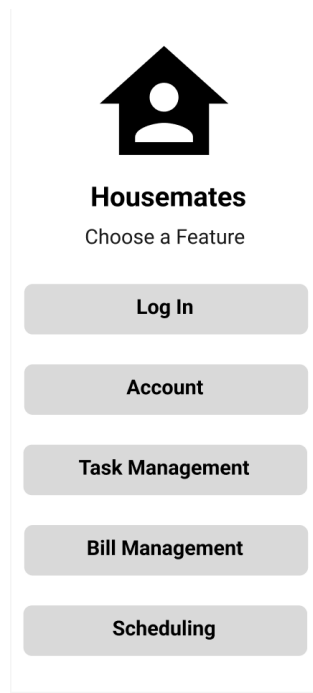 Housemates
Choose a Feature
Log In
Account
Task Management
Bill Management
Scheduling